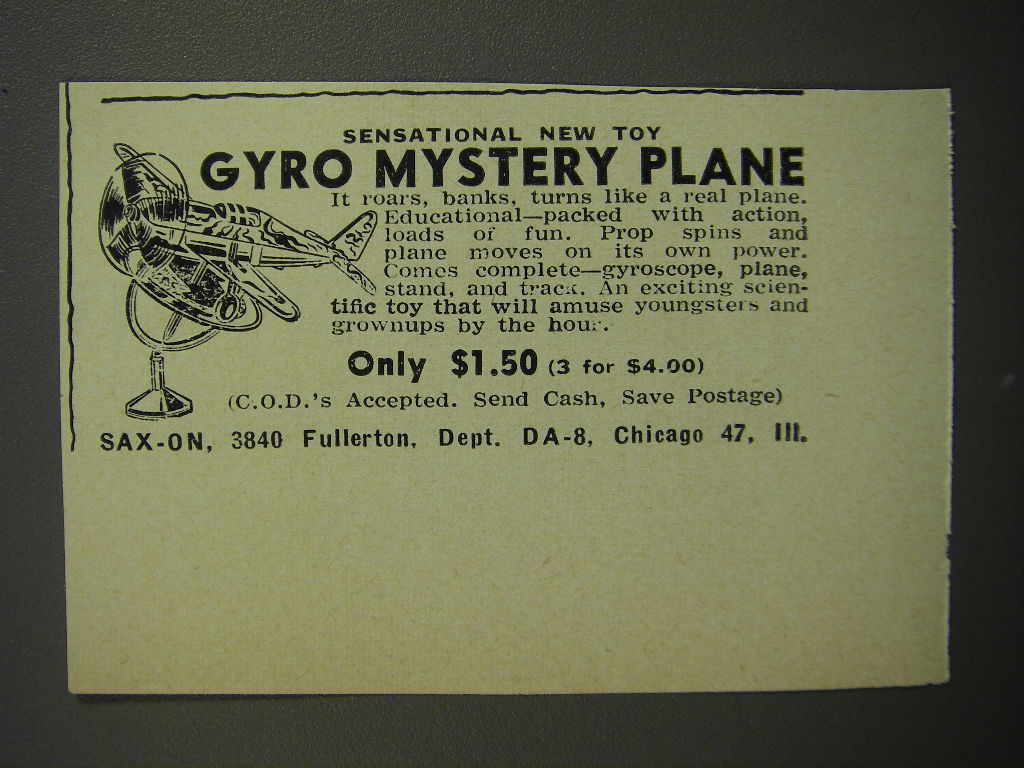 SENSATIONAL NEW TOY
GYRO MYSTERY PLANE
It roars, banks, turns like a real plane.
Educational—packed with action,
loads of fun. Prop spins and
plane moves on its own power.
Comes complete—gyroscope, plane,
stand, and track. An exciting scien-
tific toy that will amuse youngsters and
grownups by the hour.
Only $1.50 (3 for $4.00)
(C.O.D.'s Accepted. Send Cash, Save Postage)
SAX-ON, 3840 Fullerton, Dept. DA-8, Chicago 47, Ill.